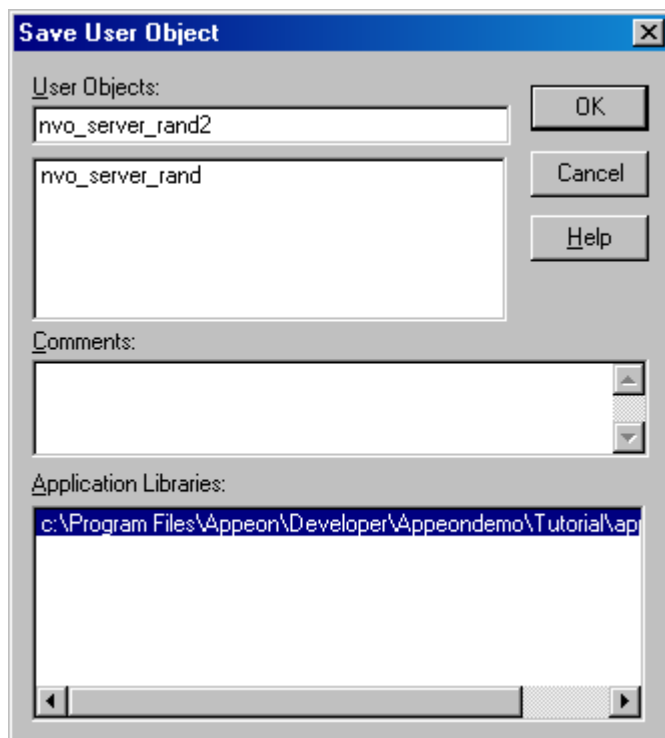 Save User Object
User Objects:
nvo_server_rand2
OK
nvo_server_rand
Cancel
Help
Comments:
Application Libraries:
c:\Program Files\Appeon\Developer\Appeondemo\Tutorial\ap